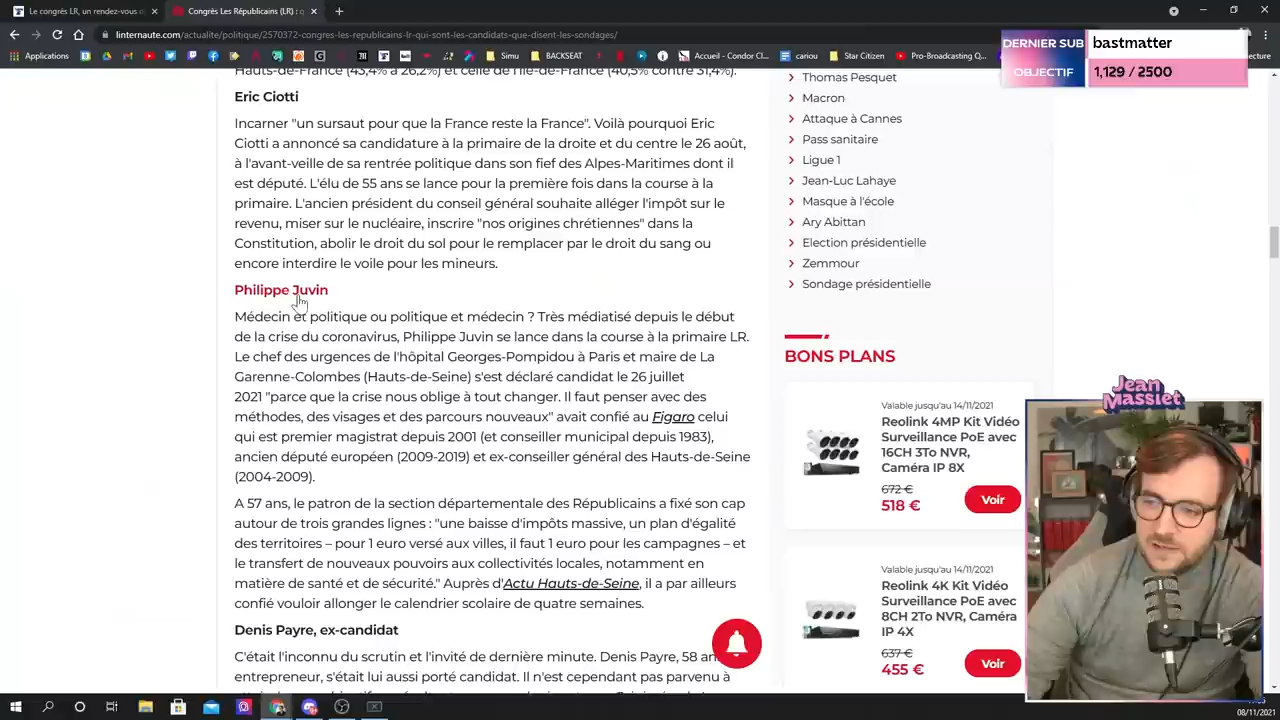 Le congrès LR, un rendez-vous d
Congrès Les Républicains (LR) : q
linternaute.com/actualite/politique/2570372-congres-les-republicains-lr-qui-sont-les-candidats-que-disent-les-sondages/
Applications
Simu
BACKSEAT
Accueil - Condor Cl...
cariou
Star Citizen
Pro-Broadcasting Q...
DERNIER SUB
bastmatter
OBJECTIF
1,129 / 2500
Hauts-de-France (43,4% à 26,2%) et celle de l'Ile-de-France (40,5% contre 31,4%).
Eric Ciotti
Incarner "un sursaut pour que la France reste la France". Voilà pourquoi Eric
Ciotti a annoncé sa candidature à la primaire de la droite et du centre le 26 août,
à l'avant-veille de sa rentrée politique dans son fief des Alpes-Maritimes dont il
est député. L'élu de 55 ans se lance pour la première fois dans la course à la
primaire. L'ancien président du conseil général souhaite alléger l'impôt sur le
revenu, miser sur le nucléaire, inscrire "nos origines chrétiennes" dans la
Constitution, abolir le droit du sol pour le remplacer par le droit du sang ou
encore interdire le voile pour les mineurs.
Philippe Juvin
Médecin et politique ou politique et médecin ? Très médiatisé depuis le début
de la crise du coronavirus, Philippe Juvin se lance dans la course à la primaire LR.
Le chef des urgences de l'hôpital Georges-Pompidou à Paris et maire de La
Garenne-Colombes (Hauts-de-Seine) s'est déclaré candidat le 26 juillet
2021 "parce que la crise nous oblige à tout changer. Il faut penser avec des
méthodes, des visages et des parcours nouveaux" avait confié au Figaro celui
qui est premier magistrat depuis 2001 (et conseiller municipal depuis 1983),
ancien député européen (2009-2019) et ex-conseiller général des Hauts-de-Seine
(2004-2009).
A 57 ans, le patron de la section départementale des Républicains a fixé son cap
autour de trois grandes lignes : "une baisse d'impôts massive, un plan d'égalité
des territoires – pour 1 euro versé aux villes, il faut 1 euro pour les campagnes – et
le transfert de nouveaux pouvoirs aux collectivités locales, notamment en
matière de santé et de sécurité." Auprès d'Actu Hauts-de-Seine, il a par ailleurs
confié vouloir allonger le calendrier scolaire de quatre semaines.
Denis Payre, ex-candidat
C'était l'inconnu du scrutin et l'invité de dernière minute. Denis Payre, 58 an
entrepreneur, s'était lui aussi porté candidat. Il n'est cependant pas parvenu à
Thomas Pesquet
Macron
Attaque à Cannes
Pass sanitaire
Ligue 1
Jean-Luc Lahaye
Masque à l'école
Ary Abittan
Election présidentielle
Zemmour
Sondage présidentielle
BONS PLANS
Valable jusqu'au 14/11/2021
Reolink 4MP Kit Vidéo
Surveillance PoE avec
16CH 3To NVR,
Caméra IP 8X
672 €
518 €
Voir
Valable jusqu'au 14/11/2021
Reolink 4K Kit Vidéo
Surveillance PoE avec
8CH 2To NVR, Caméra
IP 4X
637 €
455 €
Voir
Jean
Massiet
08/11/2021